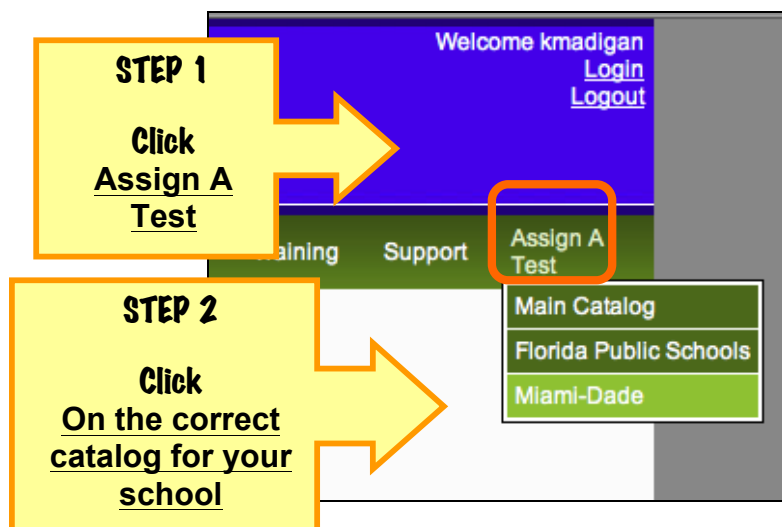 STEP 1
Click
Assign A
Test
Welcome kmadigan
Login
Logout
Support
Assign A
Test
STEP 2
Click
On the correct
catalog for your
school
Main Catalog
Florida Public Schools
Miami-Dade